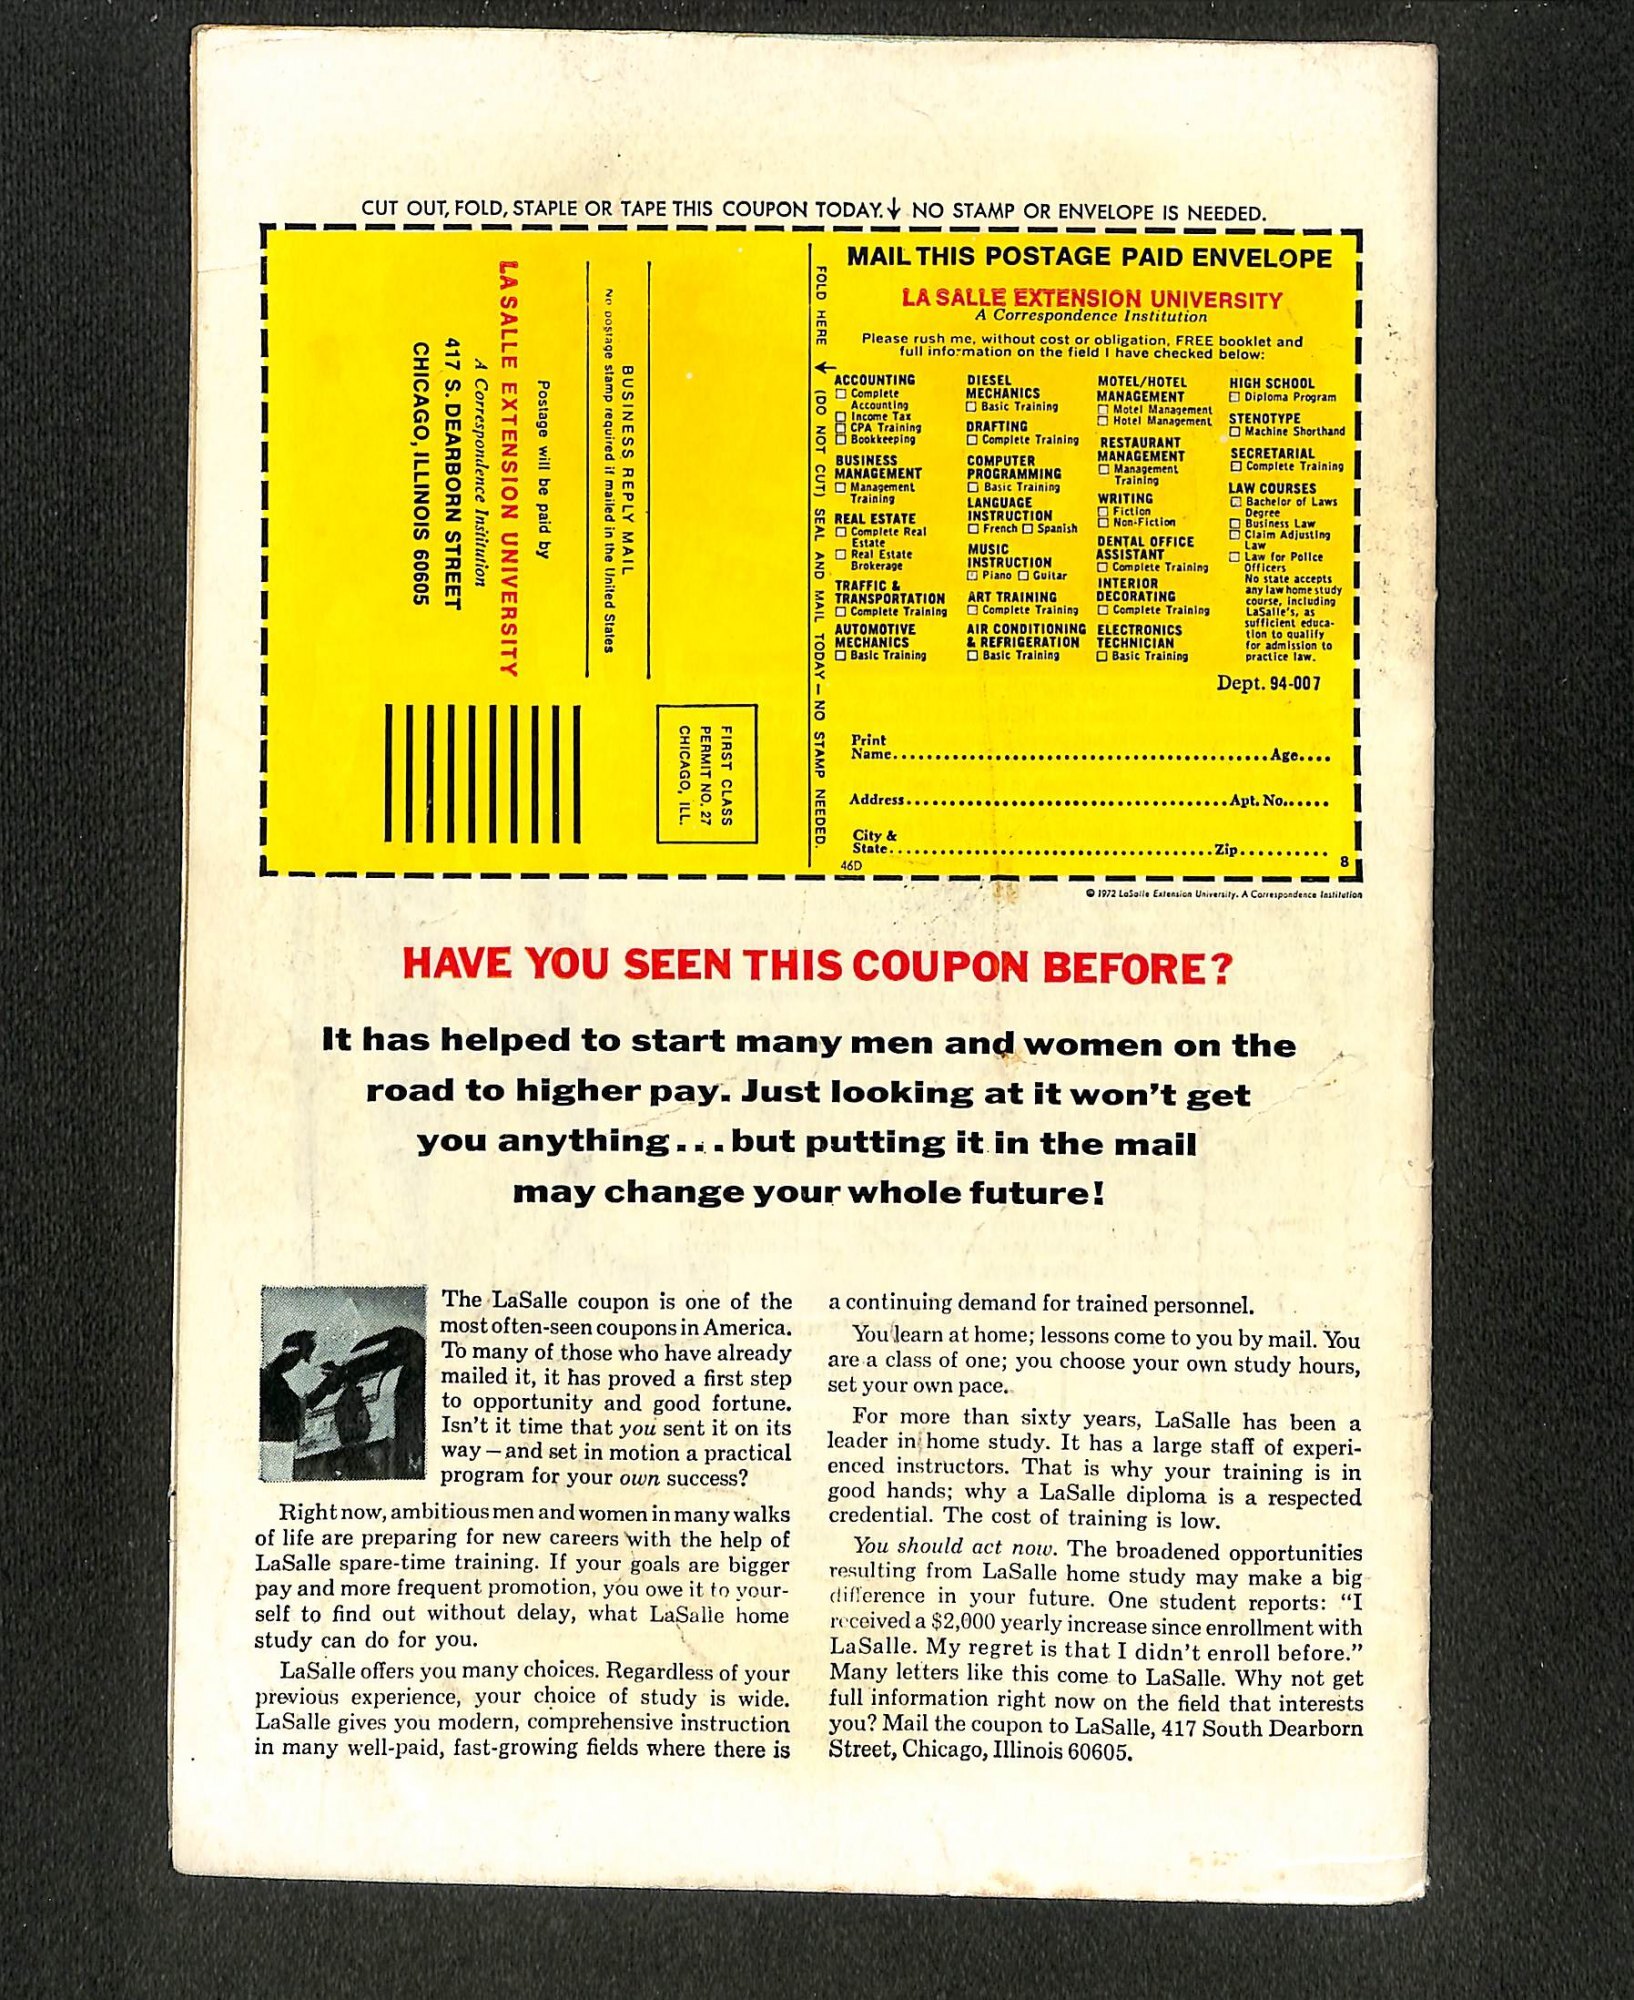 CUT OUT, FOLD, STAPLE OR TAPE THIS COUPON TODAY. ↓ NO STAMP OR ENVELOPE IS NEEDED.
LA SALLE EXTENSION UNIVERSITY
A Correspondence Institution
417 S. DEARBORN STREET
CHICAGO, ILLINOIS 60605
Postage will be paid by
BUSINESS REPLY MAIL
No postage stamp required if mailed in the United States
FIRST CLASS
PERMIT NO. 27
CHICAGO, ILL.
FOLD HERE ↓ (DO NOT CUT) SEAL AND MAIL TODAY — NO STAMP NEEDED.
MAIL THIS POSTAGE PAID ENVELOPE
LA SALLE EXTENSION UNIVERSITY
A Correspondence Institution
Please rush me, without cost or obligation, FREE booklet and
full information on the field I have checked below:
ACCOUNTING
☐ Complete
Accounting
☐ Income Tax
☐ CPA Training
☐ Bookkeeping
BUSINESS
MANAGEMENT
☐ Management
Training
REAL ESTATE
☐ Complete Real
Estate
☐ Real Estate
Brokerage
TRAFFIC &
TRANSPORTATION
☐ Complete Training
AUTOMOTIVE
MECHANICS
☐ Basic Training
DIESEL
MECHANICS
☐ Basic Training
DRAFTING
☐ Complete Training
COMPUTER
PROGRAMMING
☐ Basic Training
LANGUAGE
INSTRUCTION
☐ French ☐ Spanish
MUSIC
INSTRUCTION
☐ Piano ☐ Guitar
ART TRAINING
☐ Complete Training
AIR CONDITIONING
& REFRIGERATION
☐ Basic Training
MOTEL/HOTEL
MANAGEMENT
☐ Motel Management
☐ Hotel Management
RESTAURANT
MANAGEMENT
☐ Management
Training
WRITING
☐ Fiction
☐ Non-Fiction
DENTAL OFFICE
ASSISTANT
☐ Complete Training
INTERIOR
DECORATING
☐ Complete Training
ELECTRONICS
TECHNICIAN
☐ Basic Training
HIGH SCHOOL
☐ Diploma Program
STENOTYPE
☐ Machine Shorthand
SECRETARIAL
☐ Complete Training
LAW COURSES
☐ Bachelor of Laws
Degree
☐ Business Law
☐ Claim Adjusting
Law
☐ Law for Police
Officers
No state accepts
any law home study
course, including
LaSalle's, as
sufficient educa-
tion to qualify
for admission to
practice law.
Dept. 94-007
Print
Name........................................Age....
Address....................................Apt. No......
City &
State....................................Zip..........
46D 8
© 1972 LaSalle Extension University. A Correspondence Institution
HAVE YOU SEEN THIS COUPON BEFORE?
It has helped to start many men and women on the
road to higher pay. Just looking at it won't get
you anything...but putting it in the mail
may change your whole future!
The LaSalle coupon is one of the
most often-seen coupons in America.
To many of those who have already
mailed it, it has proved a first step
to opportunity and good fortune.
Isn't it time that you sent it on its
way—and set in motion a practical
program for your own success?
Right now, ambitious men and women in many walks
of life are preparing for new careers with the help of
LaSalle spare-time training. If your goals are bigger
pay and more frequent promotion, you owe it to your-
self to find out without delay, what LaSalle home
study can do for you.
LaSalle offers you many choices. Regardless of your
previous experience, your choice of study is wide.
LaSalle gives you modern, comprehensive instruction
in many well-paid, fast-growing fields where there is
a continuing demand for trained personnel.
You learn at home; lessons come to you by mail. You
are a class of one; you choose your own study hours,
set your own pace.
For more than sixty years, LaSalle has been a
leader in home study. It has a large staff of experi-
enced instructors. That is why your training is in
good hands; why a LaSalle diploma is a respected
credential. The cost of training is low.
You should act now. The broadened opportunities
resulting from LaSalle home study may make a big
difference in your future. One student reports: "I
received a $2,000 yearly increase since enrollment with
LaSalle. My regret is that I didn't enroll before."
Many letters like this come to LaSalle. Why not get
full information right now on the field that interests
you? Mail the coupon to LaSalle, 417 South Dearborn
Street, Chicago, Illinois 60605.